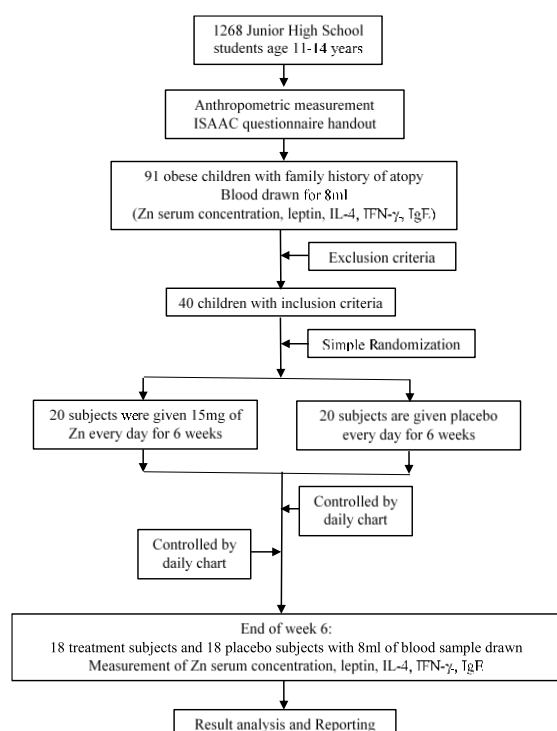 1268 Junior High School
students age 11-14 years
Anthropometric measurement
ISAAC questionnaire handout
91 obese children with family history of atopy
Blood drawn for 8ml
(Zn serum concentration, leptin, IL-4, IFN-γ, IgE)
Exclusion criteria
40 children with inclusion criteria
Simple Randomization
20 subjects were given 15mg of
Zn every day for 6 weeks
20 subjects are given placebo
every day for 6 weeks
Controlled by
daily chart
Controlled by
daily chart
End of week 6:
18 treatment subjects and 18 placebo subjects with 8ml of blood sample drawn
Measurement of Zn serum concentration, leptin, IL-4, IFN-γ, IgE
Result analysis and Reporting